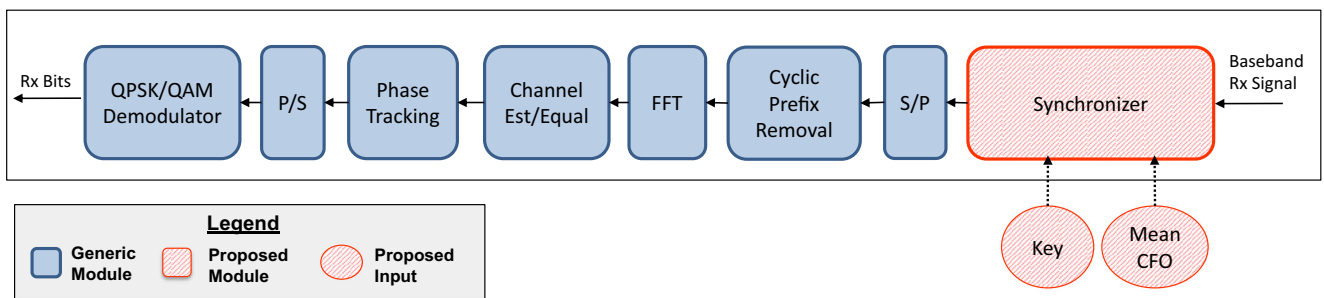 Rx Bits
QPSK/QAM
Demodulator
P/S
Phase
Tracking
Channel
Est/Equal
FFT
Cyclic
Prefix
Removal
S/P
Synchronizer
Baseband
Rx Signal
Key
Mean
CFO
Legend
Generic
Module
Proposed
Module
Proposed
Input